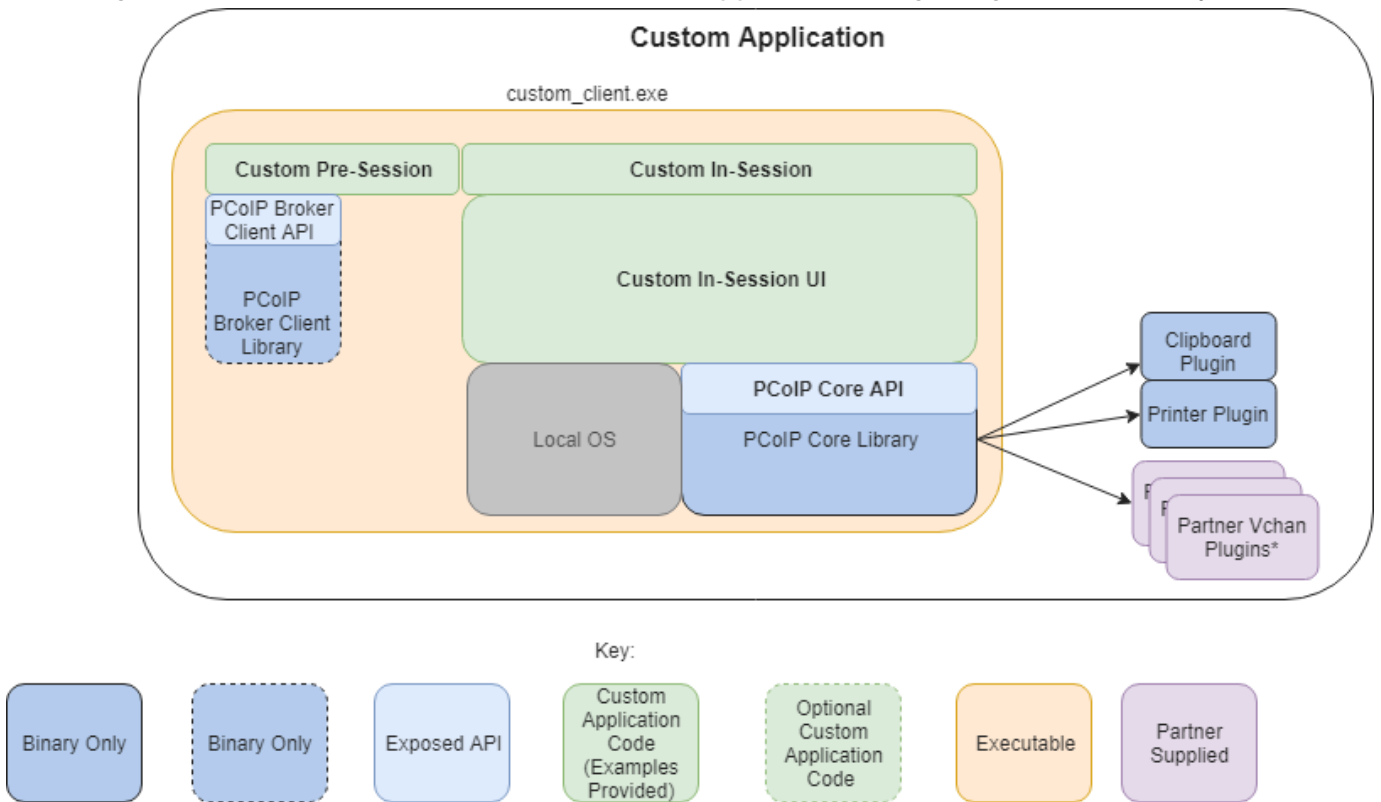 Custom Application
custom_client.exe
Custom Pre-Session
Custom In-Session
PCoIP Broker
Client API
PCoIP
Broker Client
Library
Custom In-Session UI
Local OS
PCoIP Core API
PCoIP Core Library
Clipboard
Plugin
Printer Plugin
Partner Vchan
Plugins*
Key:
Binary Only
Binary Only
Exposed API
Custom
Application
Code
(Examples
Provided)
Optional
Custom
Application
Code
Executable
Partner
Supplied